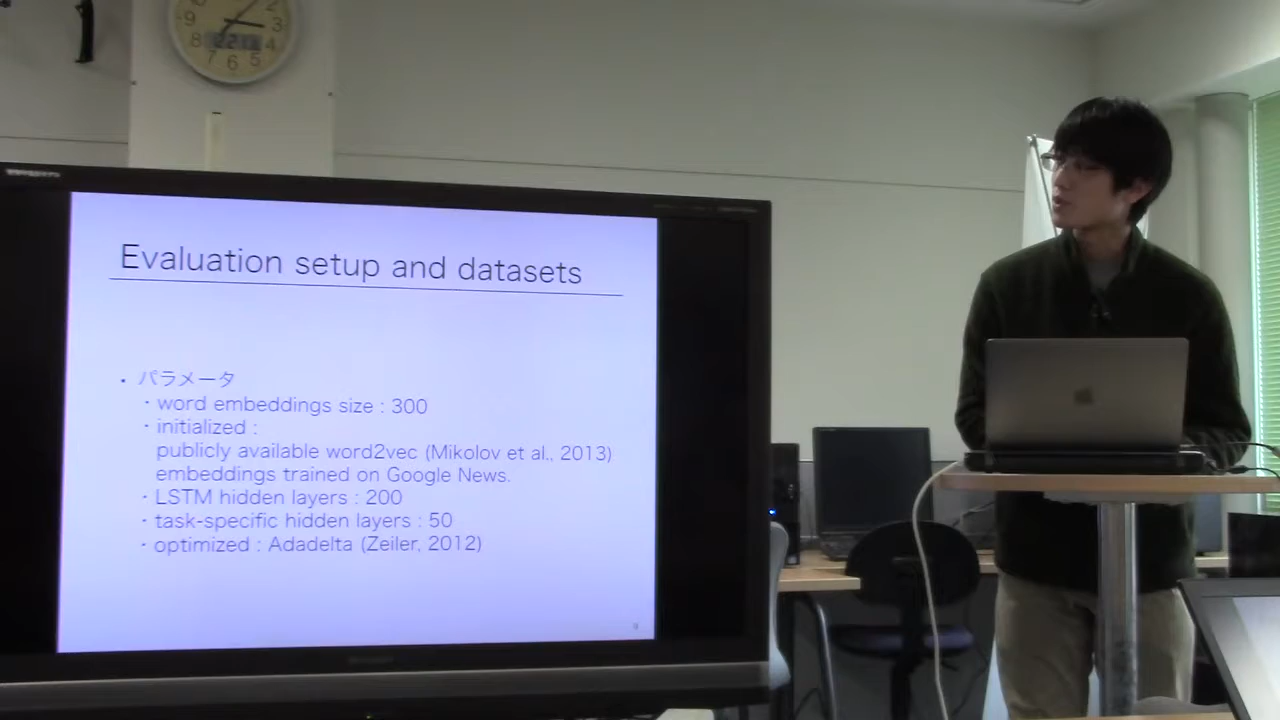 Evaluation setup and datasets
・パラメータ
・word embeddings size : 300
・initialized :
publicly available word2vec (Mikolov et al., 2013)
embeddings trained on Google News.
・LSTM hidden layers : 200
・task-specific hidden layers : 50
・optimized : Adadelta (Zeiler, 2012)